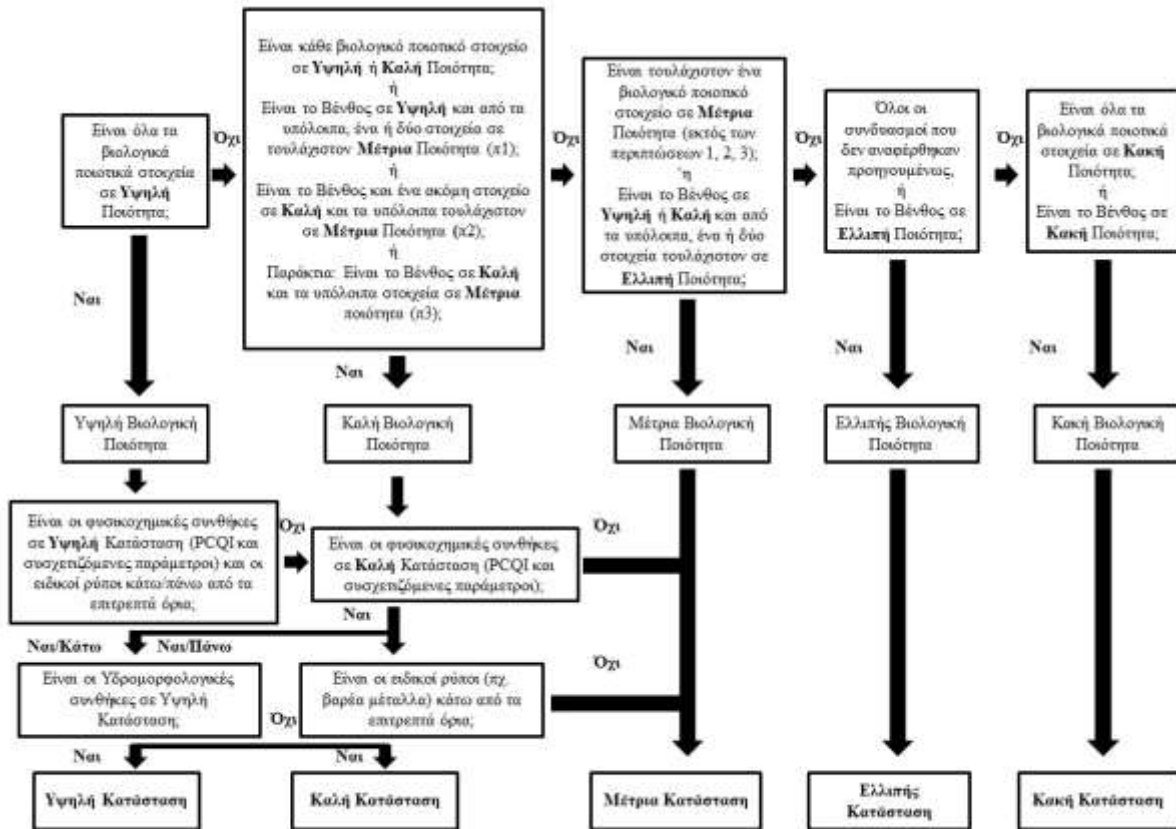 Είναι όλα τα
βιολογικά
ποιοτικά στοιχεία
σε Υψηλή
Ποιότητα;
Όχι
Είναι κάθε βιολογικό ποιοτικό στοιχείο
σε Υψηλή ή Καλή Ποιότητα;
ή
Είναι το Βένθος σε Υψηλή και από τα
υπόλοιπα, ένα ή δύο στοιχεία σε
τουλάχιστον Μέτρια Ποιότητα (π1);
ή
Είναι το Βένθος και ένα ακόμη στοιχείο
σε Καλή και τα υπόλοιπα τουλάχιστον
σε Μέτρια Ποιότητα (π2);
ή
Παράκτια: Είναι το Βένθος σε Καλή
και τα υπόλοιπα στοιχεία σε Μέτρια
ποιότητα (π3);
Όχι
Είναι τουλάχιστον ένα
βιολογικό ποιοτικό
στοιχείο σε Μέτρια
Ποιότητα (εκτός των
περιπτώσεων 1, 2, 3);
΄η
Είναι το Βένθος σε
Υψηλή ή Καλή και από
τα υπόλοιπα, ένα ή δύο
στοιχεία τουλάχιστον σε
Ελλιπή Ποιότητα;
Όχι
Όλοι οι
συνδυασμοί που
δεν αναφέρθηκαν
προηγουμένως,
ή
Είναι το Βένθος σε
Ελλιπή Ποιότητα;
Όχι
Είναι όλα τα
βιολογικά ποιοτικά
στοιχεία σε Κακή
Ποιότητα;
ή
Είναι το Βένθος σε
Κακή Ποιότητα;
Ναι
Ναι
Ναι
Ναι
Ναι
Υψηλή Βιολογική
Ποιότητα
Καλή Βιολογική
Ποιότητα
Μέτρια Βιολογική
Ποιότητα
Ελλιπής Βιολογική
Ποιότητα
Κακή Βιολογική
Ποιότητα
Είναι οι φυσικοχημικές συνθήκες
σε Υψηλή Κατάσταση (PCQI και
συσχετιζόμενες παράμετροι) και οι
ειδικοί ρύποι κάτω/πάνω από τα
επιτρεπτά όρια;
Όχι
Είναι οι φυσικοχημικές συνθήκες
σε Καλή Κατάσταση (PCQI και
συσχετιζόμενες παράμετροι);
Όχι
Ναι
Ναι/Κάτω
Ναι/Πάνω
Είναι οι Υδρομορφολογικές
συνθήκες σε Υψηλή
Κατάσταση;
Όχι
Είναι οι ειδικοί ρύποι (πχ.
βαρέα μέταλλα) κάτω από τα
επιτρεπτά όρια;
Όχι
Ναι
Ναι
Υψηλή Κατάσταση
Καλή Κατάσταση
Μέτρια Κατάσταση
Ελλιπής
Κατάσταση
Κακή Κατάσταση